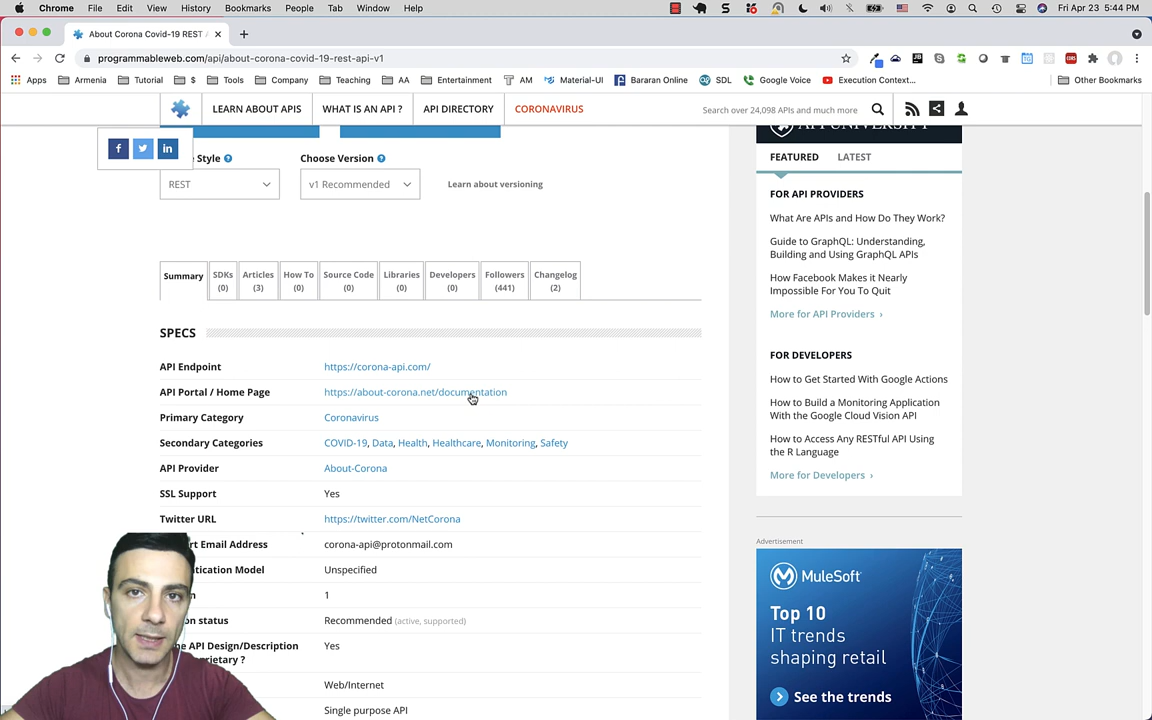 Chrome File Edit View History Bookmarks People Tab Window Help Fri Apr 23 5:44 PM
About Corona Covid-19 REST A
programmableweb.com/api/about-corona-covid-19-rest-api-v1
Apps Armenia Tutorial $ Tools Company Teaching AA Entertainment AM Material-UI Bararan Online SDL Google Voice Execution Context... Other Bookmarks
LEARN ABOUT APIS WHAT IS AN API ? API DIRECTORY CORONAVIRUS Search over 24,098 APIs and much more
Style Choose Version
REST v1 Recommended Learn about versioning
Summary
SDKs (0)
Articles (3)
How To (0)
Source Code (0)
Libraries (0)
Developers (0)
Followers (441)
Changelog (2)
SPECS
API Endpoint https://corona-api.com/
API Portal / Home Page https://about-corona.net/documentation
Primary Category Coronavirus
Secondary Categories COVID-19, Data, Health, Healthcare, Monitoring, Safety
API Provider About-Corona
SSL Support Yes
Twitter URL https://twitter.com/NetCorona
rt Email Address corona-api@protonmail.com
tication Model Unspecified
n 1
on status Recommended (active, supported)
e API Design/Description Yes
prietary ?
Web/Internet
Single purpose API
API UNIVERSITY
FEATURED LATEST
FOR API PROVIDERS
What Are APIs and How Do They Work?
Guide to GraphQL: Understanding,
Building and Using GraphQL APIs
How Facebook Makes it Nearly
Impossible For You To Quit
More for API Providers ›
FOR DEVELOPERS
How to Get Started With Google Actions
How to Build a Monitoring Application
With the Google Cloud Vision API
How to Access Any RESTful API Using
the R Language
More for Developers ›
Advertisement
MuleSoft
Top 10
IT trends
shaping retail
See the trends